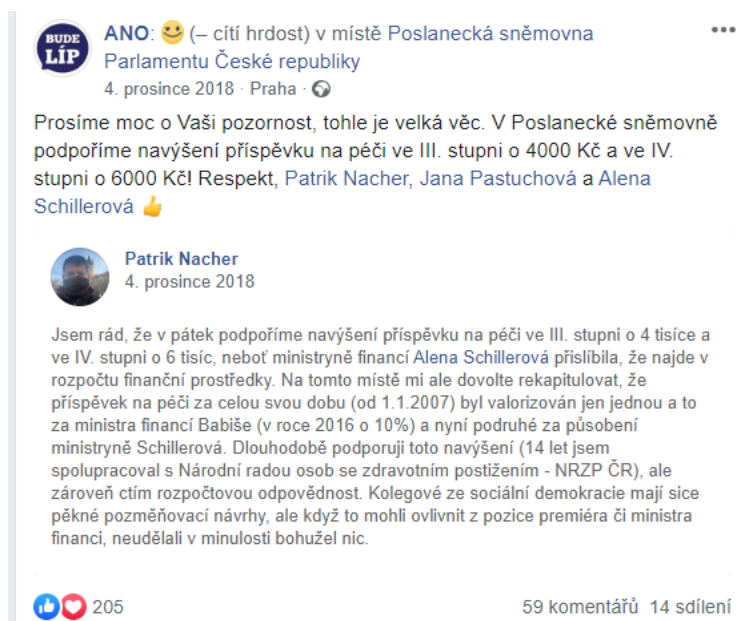 BUDE
LÍP
ANO: (– cítí hrdost) v místě Poslanecká sněmovna
Parlamentu České republiky
4. prosince 2018 · Praha ·
Prosíme moc o Vaši pozornost, tohle je velká věc. V Poslanecké sněmovně
podpoříme navýšení příspěvku na péči ve III. stupni o 4000 Kč a ve IV.
stupni o 6000 Kč! Respekt, Patrik Nacher, Jana Pastuchová a Alena
Schillerová 👍
Patrik Nacher
4. prosince 2018
Jsem rád, že v pátek podpoříme navýšení příspěvku na péči ve III. stupni o 4 tisíce a
ve IV. stupni o 6 tisíc, neboť ministryně financí Alena Schillerová přislíbila, že najde v
rozpočtu finanční prostředky. Na tomto místě mi ale dovolte rekapitulovat, že
příspěvek na péči za celou svou dobu (od 1.1.2007) byl valorizován jen jednou a to
za ministra financí Babiše (v roce 2016 o 10%) a nyní podruhé za působení
ministryně Schillerová. Dlouhodobě podporuji toto navýšení (14 let jsem
spolupracoval s Národní radou osob se zdravotním postižením - NRZP ČR), ale
zároveň ctím rozpočtovou odpovědnost. Kolegové ze sociální demokracie mají sice
pěkné pozměňovací návrhy, ale když to mohli ovlivnit z pozice premiéra či ministra
financi, neudělali v minulosti bohužel nic.
205
59 komentářů 14 sdílení